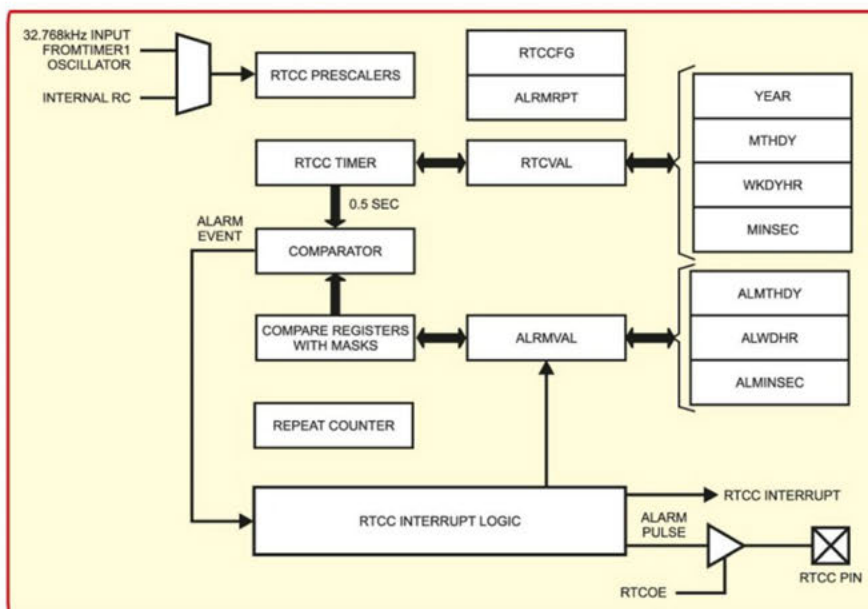 32.768kHz INPUT
FROMTIMER1
OSCILLATOR
INTERNAL RC
RTCC PRESCALERS
RTCCFG
ALRMRPT
YEAR
MTHDY
WKDYHR
MINSEC
RTCC TIMER
RTCVAL
0.5 SEC
ALARM
EVENT
COMPARATOR
COMPARE REGISTERS
WITH MASKS
ALRMVAL
ALMTHDY
ALWDHR
ALMINSEC
REPEAT COUNTER
RTCC INTERRUPT LOGIC
RTCC INTERRUPT
ALARM
PULSE
RTCOE
RTCC PIN